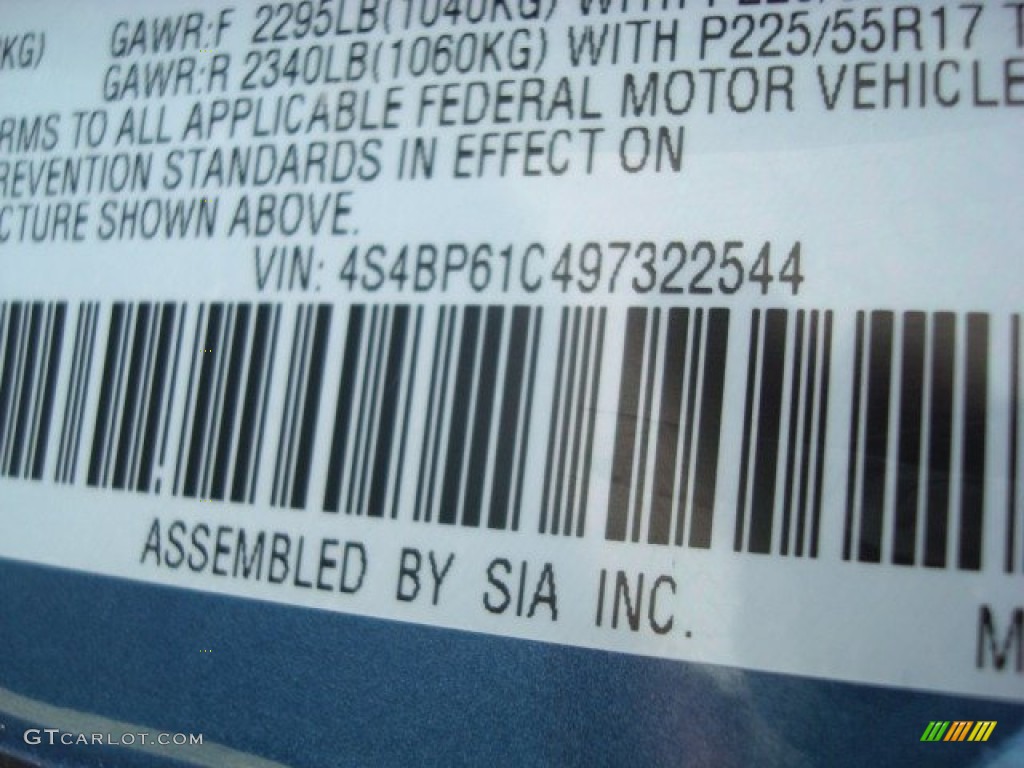 KG) GAWR:F 2295LB(1040KG) WITH
GAWR:R 2340LB(1060KG) WITH P225/55R17 T
RMS TO ALL APPLICABLE FEDERAL MOTOR VEHICLE
REVENTION STANDARDS IN EFFECT ON
CTURE SHOWN ABOVE.
VIN: 4S4BP61C497322544
ASSEMBLED BY SIA INC.
M
GTCARLOT.COM